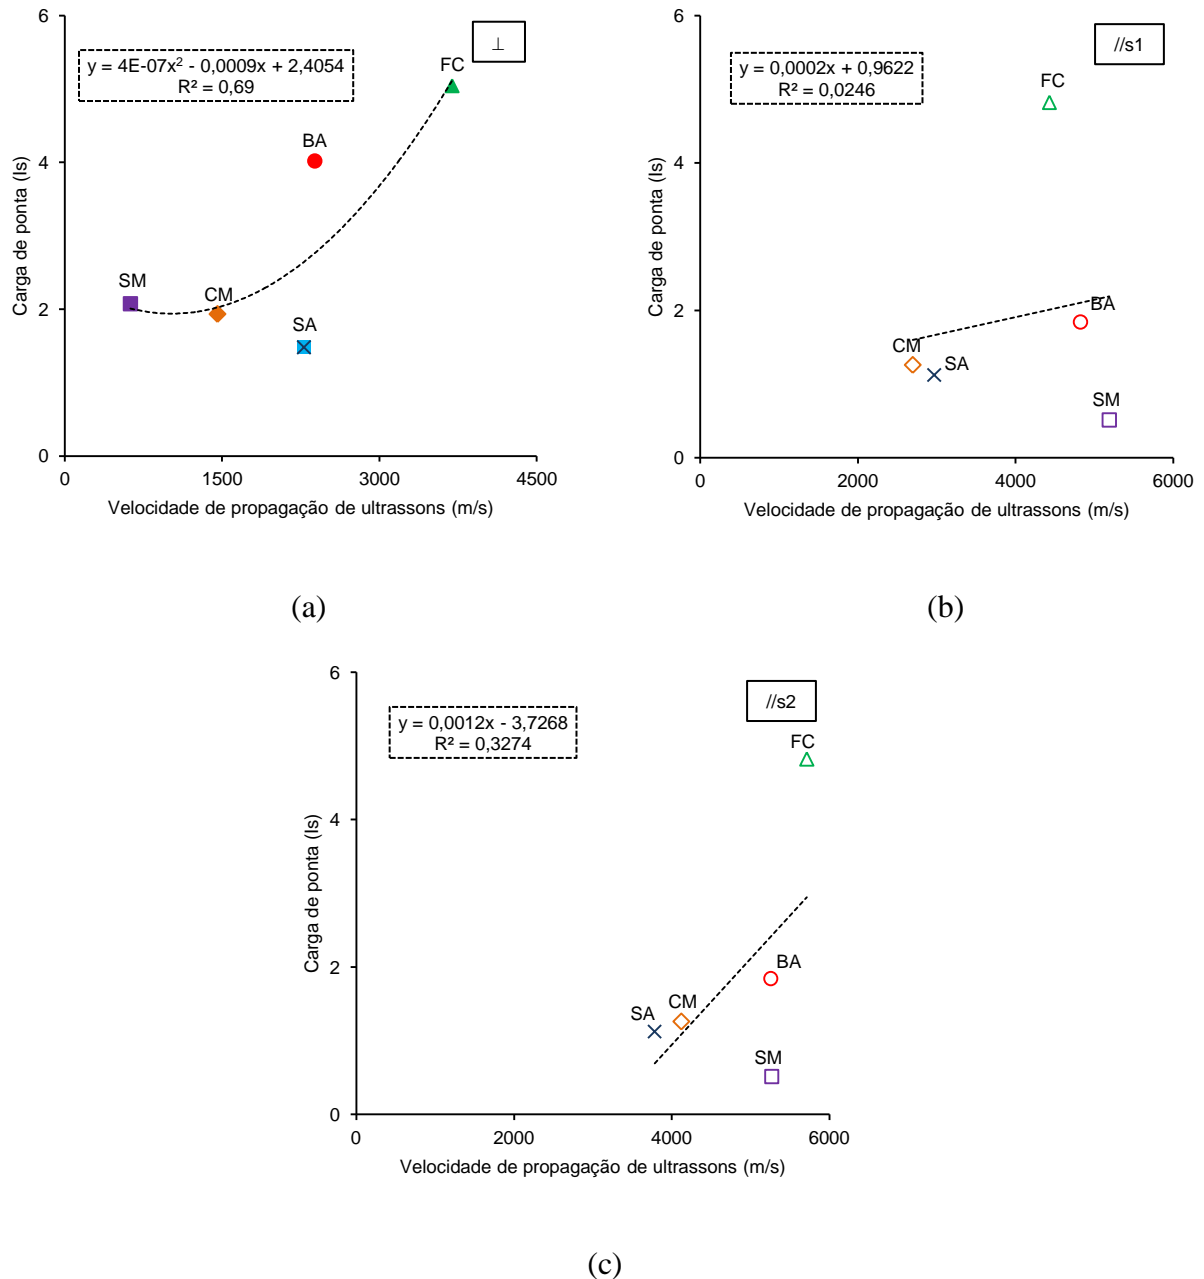 6
4
2
0
0
1500
3000
4500
Carga de ponta (Is)
Velocidade de propagação de ultrassons (m/s)
y = 4E-07x² - 0,0009x + 2,4054
R² = 0,69
⊥
FC
BA
SM
CM
SA
(a)
6
4
2
0
0
2000
4000
6000
Carga de ponta (Is)
Velocidade de propagação de ultrassons (m/s)
y = 0,0002x + 0,9622
R² = 0,0246
//s1
FC
BA
CM
SA
SM
(b)
6
4
2
0
0
2000
4000
6000
Carga de ponta (Is)
Velocidade de propagação de ultrassons (m/s)
y = 0,0012x - 3,7268
R² = 0,3274
//s2
FC
BA
CM
SA
SM
(c)